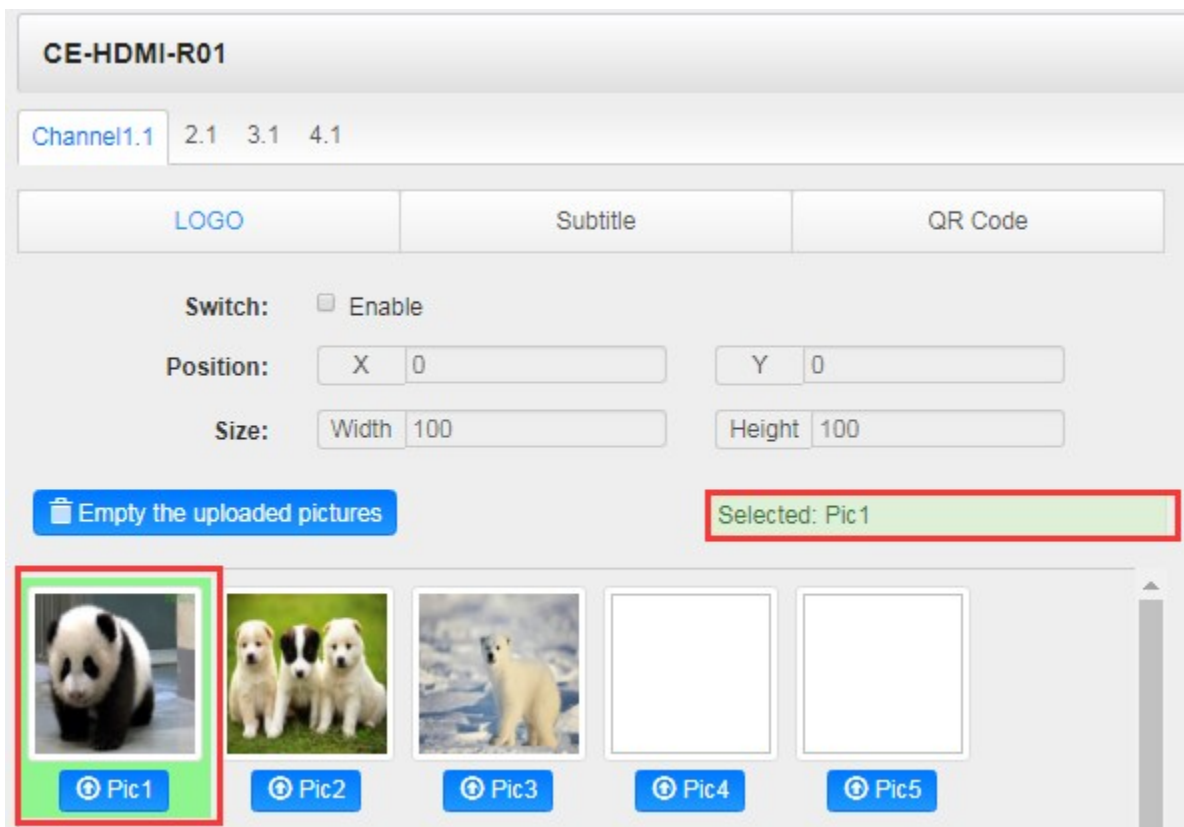 CE-HDMI-R01
Channel1.1 2.1 3.1 4.1
LOGO Subtitle QR Code
Switch: Enable
Position: X 0 Y 0
Size: Width 100 Height 100
Empty the uploaded pictures Selected: Pic1
Pic1 Pic2 Pic3 Pic4 Pic5